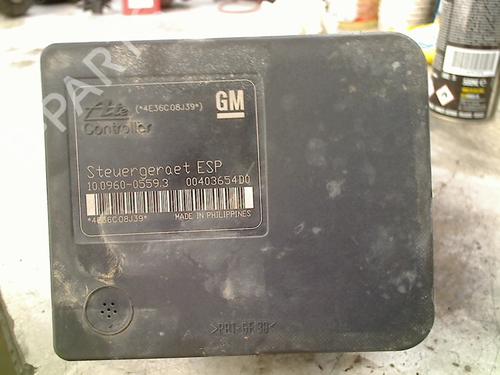 Ate (*4E36C08J39*) GM
Controller
Steuergeraet ESP
10.0960-0559.3 00403654D0
*4E36C08J39* MADE IN PHILIPPINES